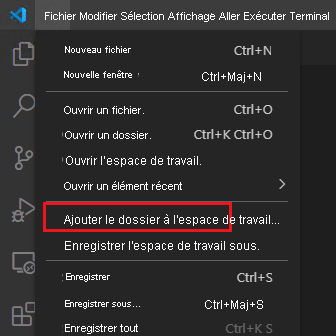 Fichier Modifier Sélection Affichage Aller Exécuter Terminal
Nouveau fichier Ctrl+N
Nouvelle fenêtre Ctrl+Maj+N
Ouvrir un fichier. Ctrl+O
Ouvrir un dossier. Ctrl+K Ctrl+O
Ouvrir l'espace de travail.
Ouvrir un élément récent
Ajouter le dossier à l'espace de travail...
Enregistrer l'espace de travail sous.
Enregistrer Ctrl+S
Enregistrer sous... Ctrl+Maj+S
Enregistrer tout Ctrl+K S